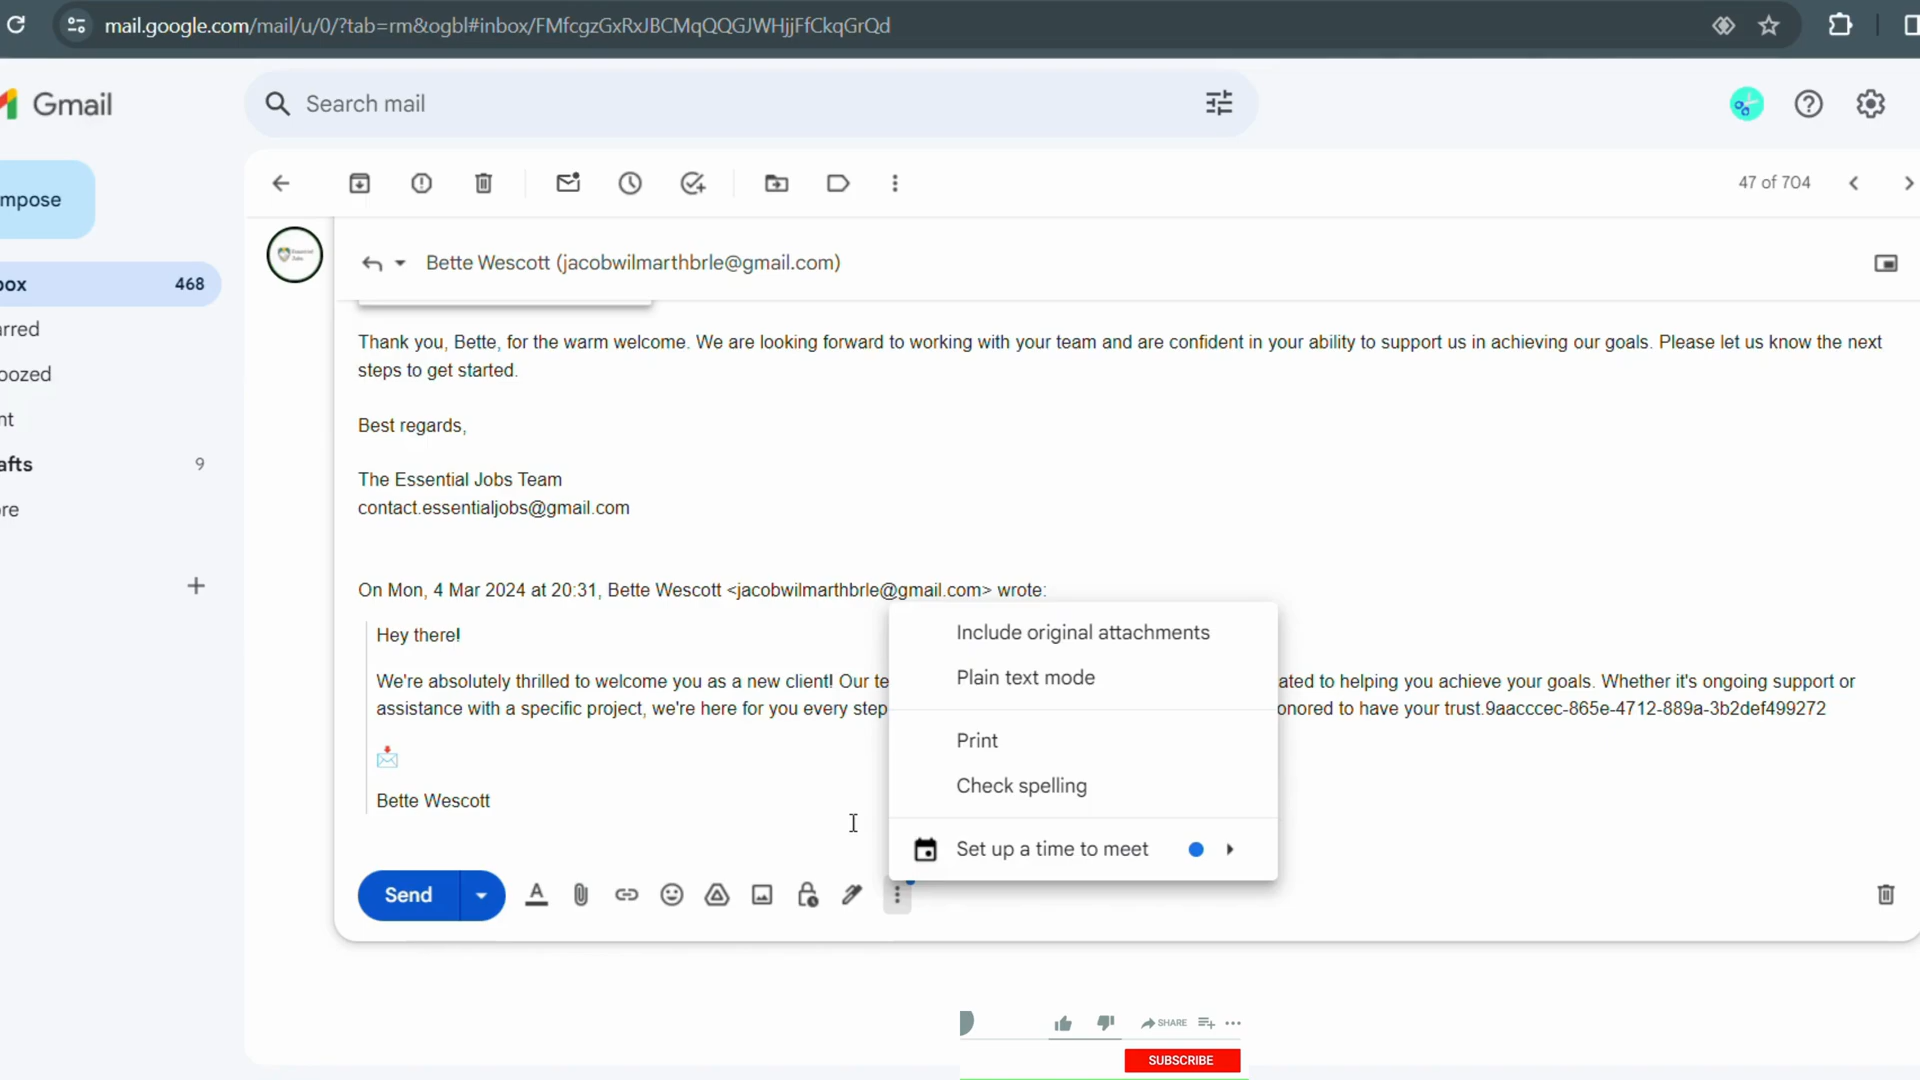 mail.google.com/mail/u/0/?tab=rm&ogbl#inbox/FMfcgzGxRxJBCMqQQGJWHjjFfCkqGrQd
Gmail
Search mail
mpose
47 of 704
Bette Wescott (jacobwilmarthbrle@gmail.com)
ox 468
arred
oozed
nt
afts 9
re
Thank you, Bette, for the warm welcome. We are looking forward to working with your team and are confident in your ability to support us in achieving our goals. Please let us know the next
steps to get started.
Best regards,
The Essential Jobs Team
contact.essentialjobs@gmail.com
On Mon, 4 Mar 2024 at 20:31, Bette Wescott <jacobwilmarthbrle@gmail.com> wrote:
Hey there!
We're absolutely thrilled to welcome you as a new client! Our te ated to helping you achieve your goals. Whether it's ongoing support or
assistance with a specific project, we're here for you every step onored to have your trust.9aacccec-865e-4712-889a-3b2def499272
Bette Wescott
Include original attachments
Plain text mode
Print
Check spelling
Set up a time to meet
Send
SHARE
SUBSCRIBE